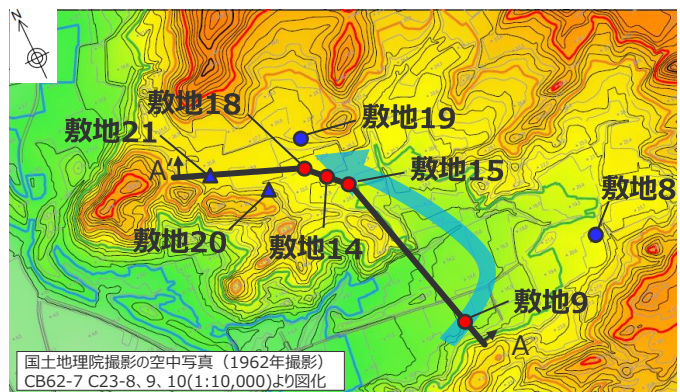 N
敷地18
敷地19
敷地21
A'
敷地15
敷地8
敷地20
敷地14
敷地9
A
国土地理院撮影の空中写真（1962年撮影）
CB62-7 C23-8、9、10(1:10,000)より図化